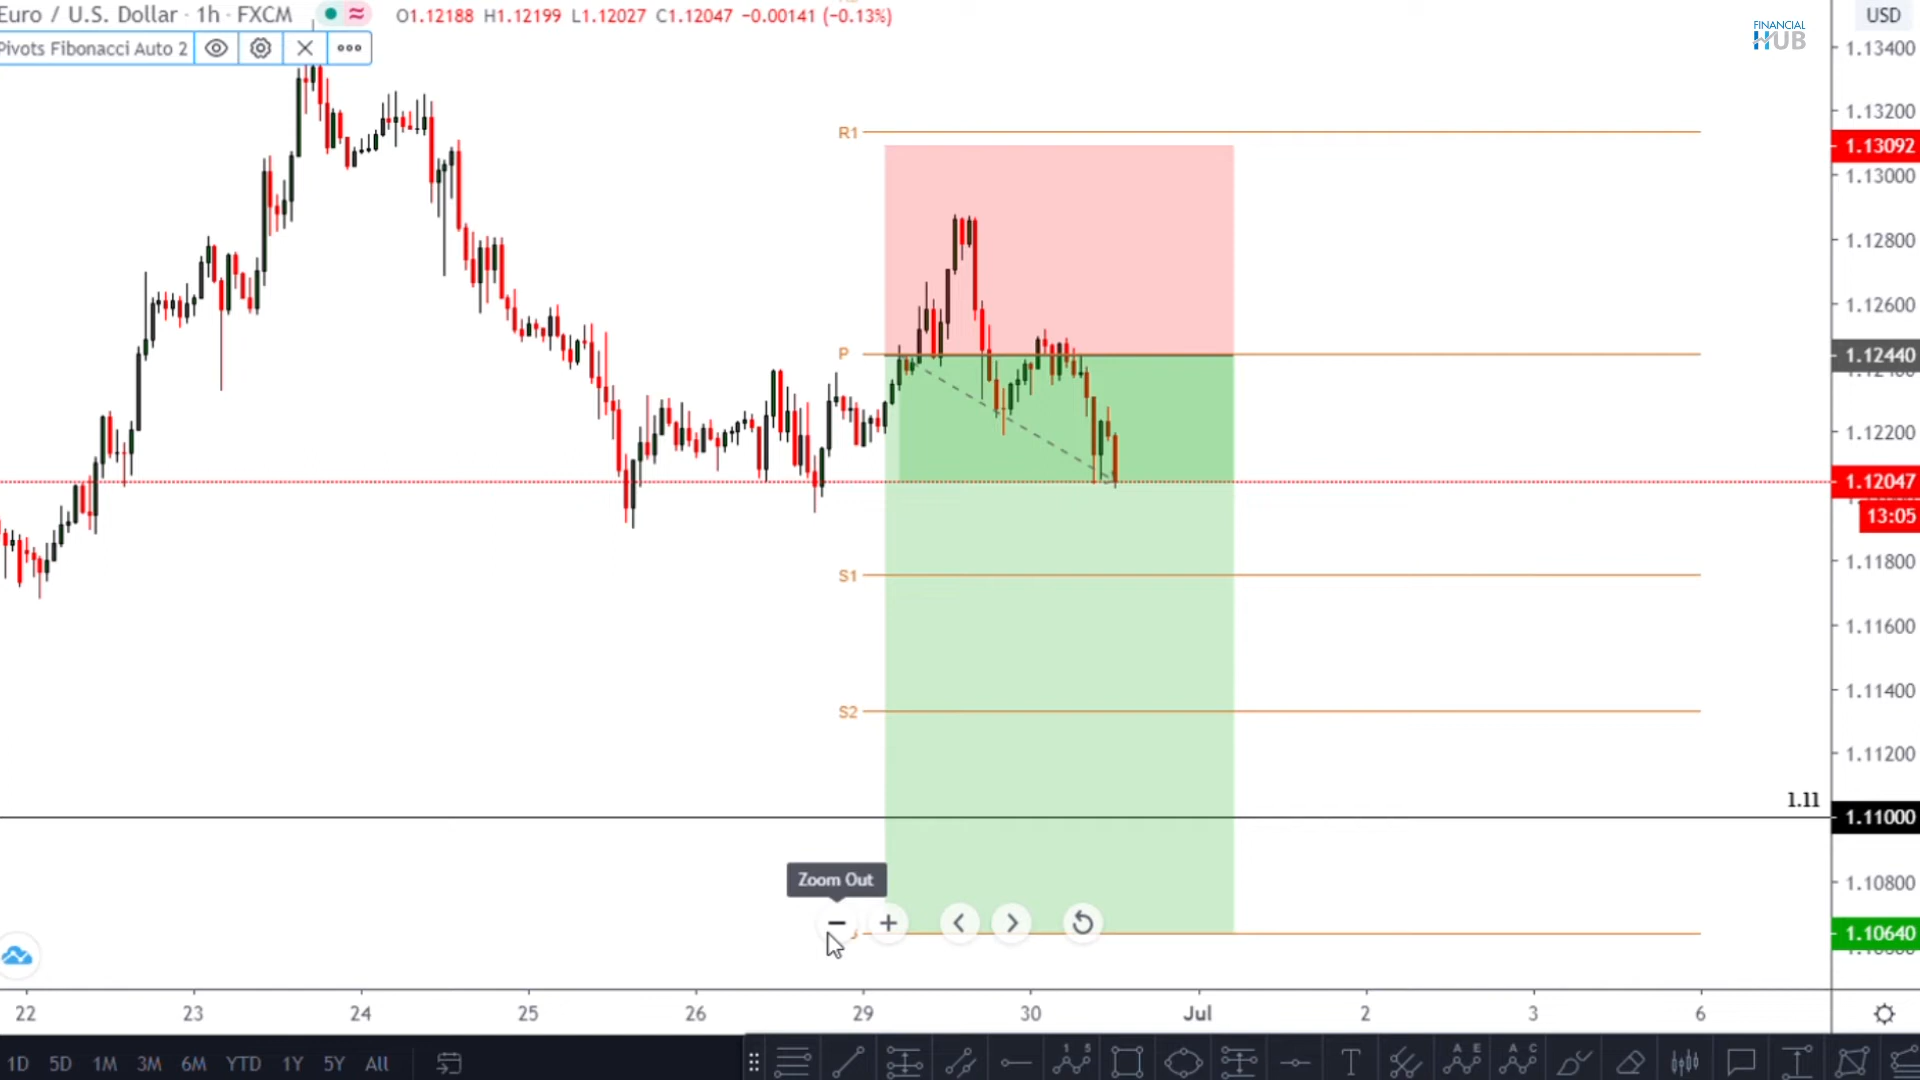 Euro / U.S. Dollar · 1h · FXCM O1.12188 H1.12199 L1.12027 C1.12047 −0.00141 (−0.13%)
Pivots Fibonacci Auto 2
FINANCIAL
HUB
USD
1.13400
1.13200
R1
1.13092
1.13000
1.12800
1.12600
P
1.12440
1.12200
1.12047
13:05
S1
1.11800
1.11600
1.11400
S2
1.11200
1.11
1.11000
Zoom Out
1.10800
1.10640
22 23 24 25 26 29 30 Jul 2 3 6
1D 5D 1M 3M 6M YTD 1Y 5Y All